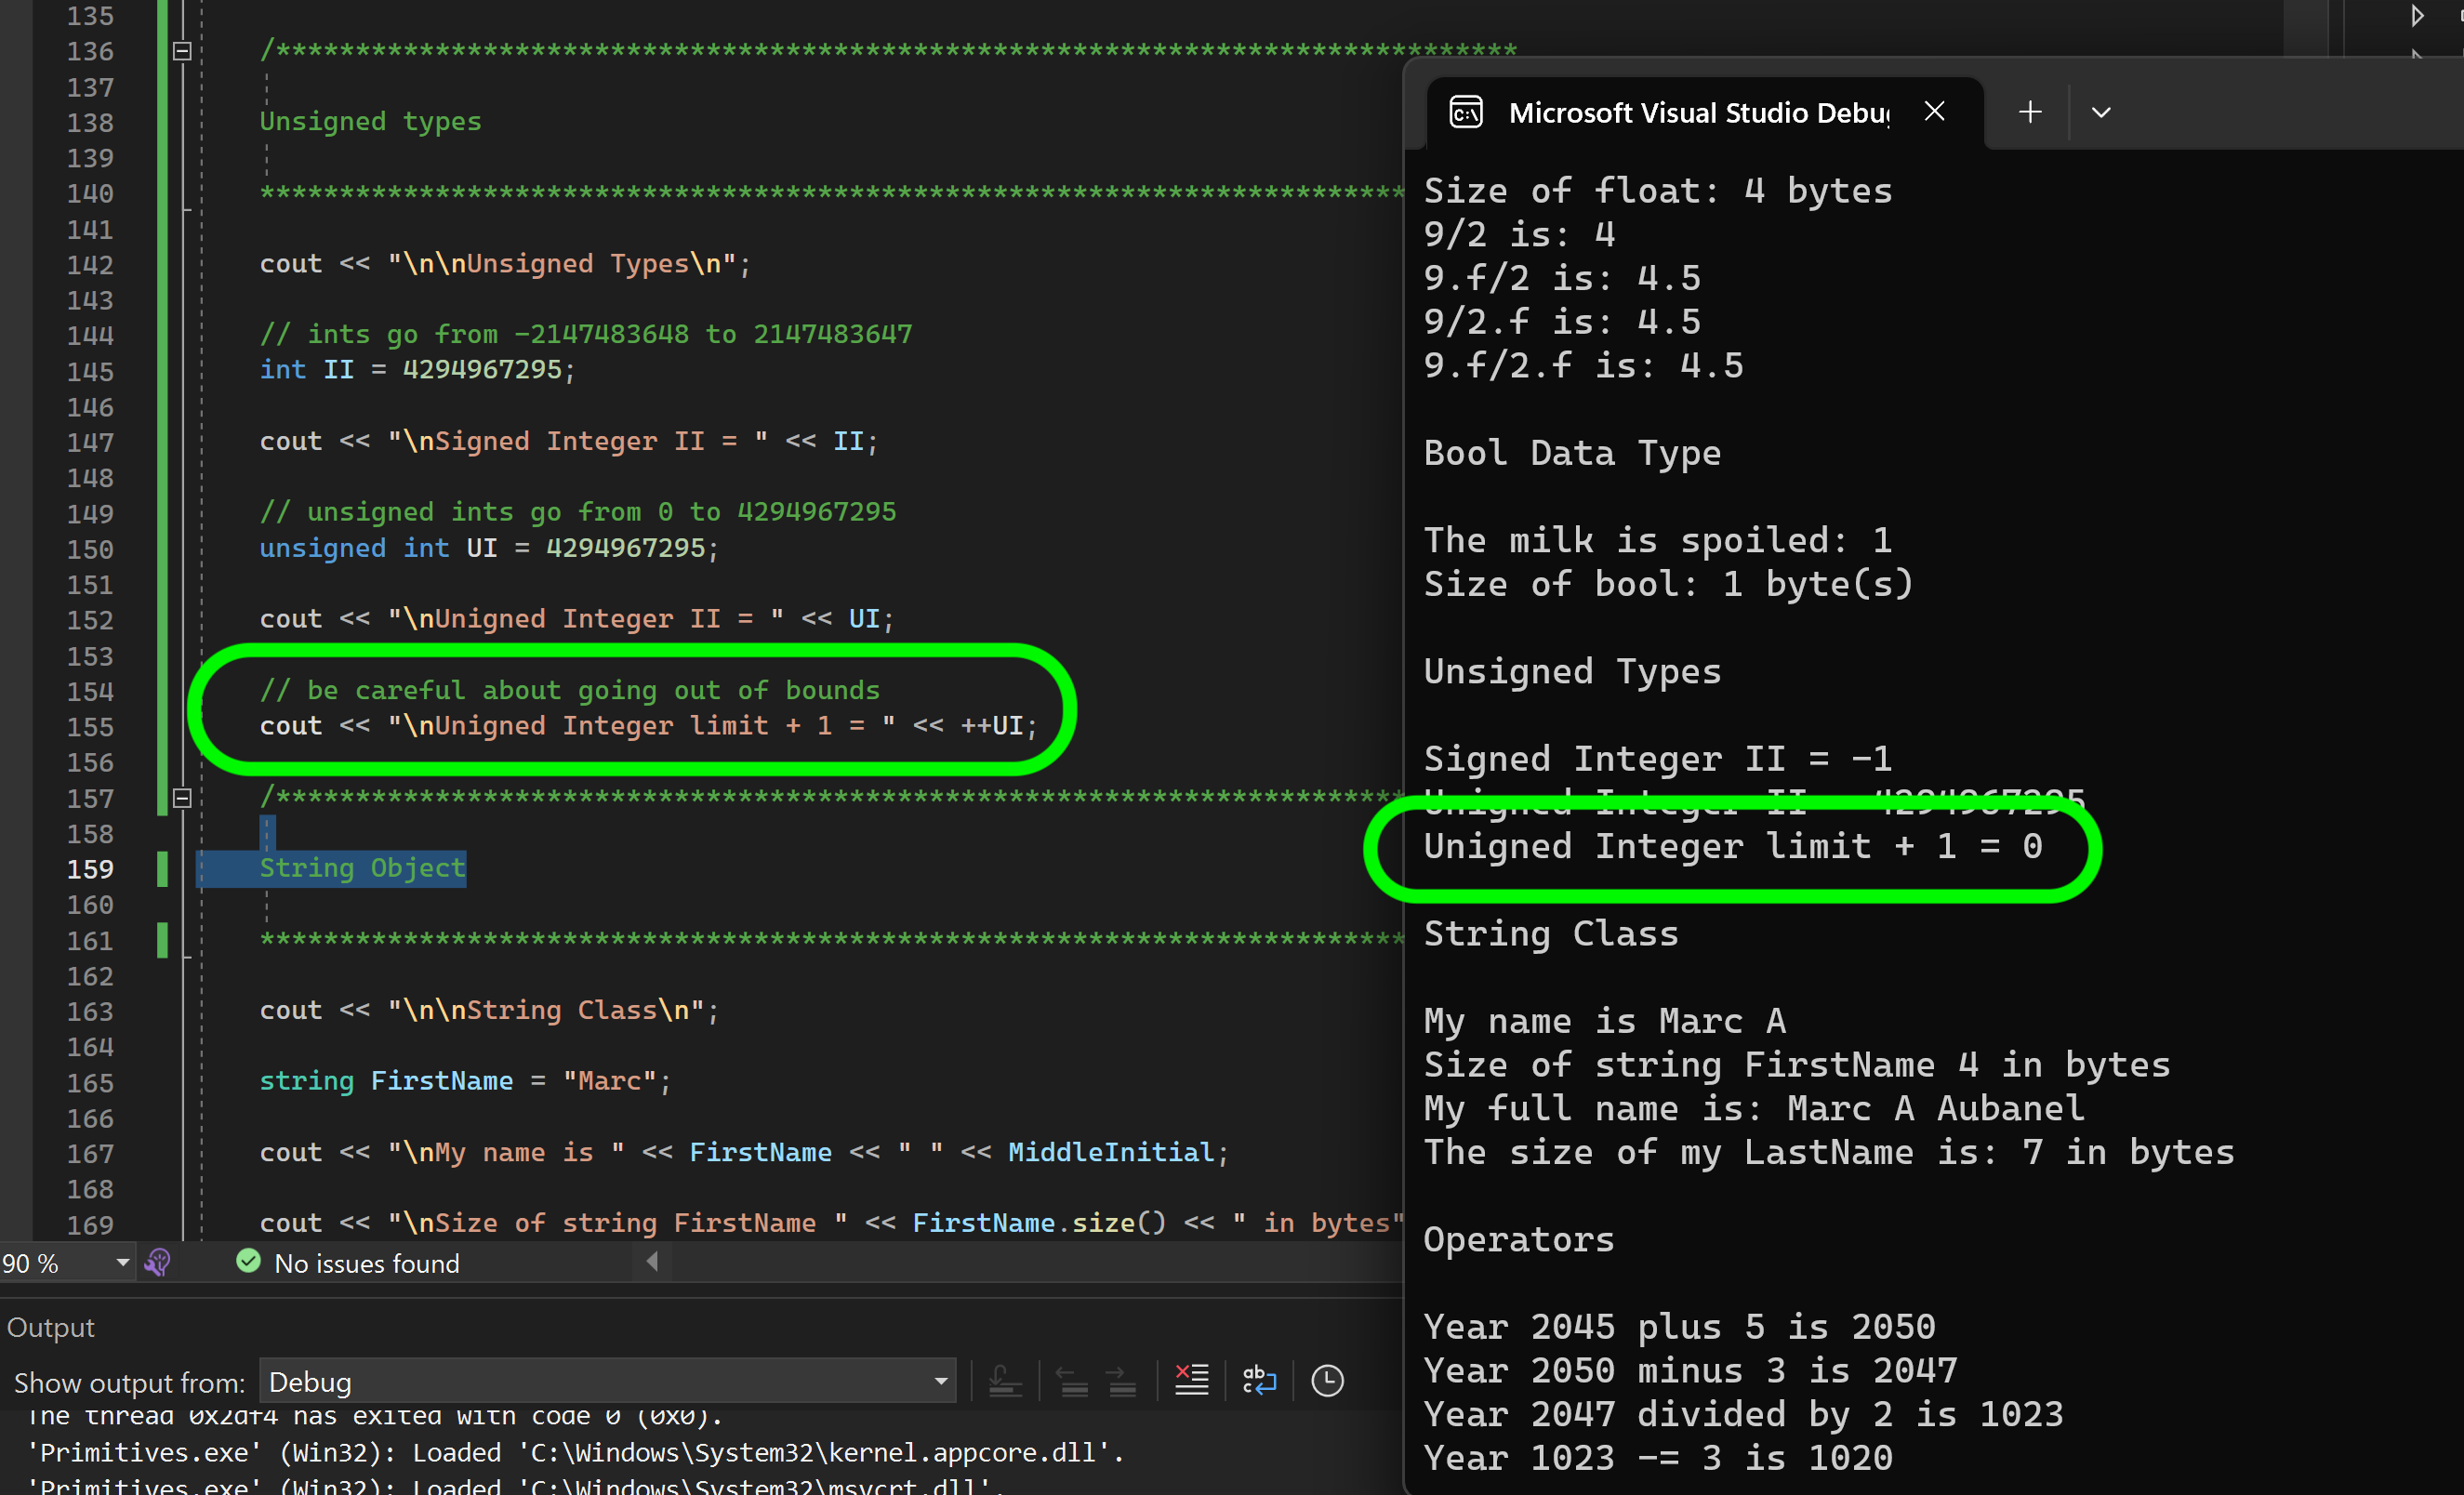 135
136 /******************************************************************************
137
138 Unsigned types
139
140 ************************************************************************
141
142 cout << "\n\nUnsigned Types\n";
143
144 // ints go from -2147483648 to 2147483647
145 int II = 4294967295;
146
147 cout << "\nSigned Integer II = " << II;
148
149 // unsigned ints go from 0 to 4294967295
150 unsigned int UI = 4294967295;
151
152 cout << "\nUnigned Integer II = " << UI;
153
154 // be careful about going out of bounds
155 cout << "\nUnigned Integer limit + 1 = " << ++UI;
156
157 /***********************************************************************
158
159 String Object
160
161 ************************************************************************
162
163 cout << "\n\nString Class\n";
164
165 string FirstName = "Marc";
166
167 cout << "\nMy name is " << FirstName << " " << MiddleInitial;
168
169 cout << "\nSize of string FirstName " << FirstName.size() << " in bytes"
90 %
No issues found
Output
Show output from: Debug
The thread 0x2df4 has exited with code 0 (0x0).
'Primitives.exe' (Win32): Loaded 'C:\Windows\System32\kernel.appcore.dll'.
'Primitives.exe' (Win32): Loaded 'C:\Windows\System32\msvcrt.dll'.
Microsoft Visual Studio Debug
Size of float: 4 bytes
9/2 is: 4
9.f/2 is: 4.5
9/2.f is: 4.5
9.f/2.f is: 4.5
Bool Data Type
The milk is spoiled: 1
Size of bool: 1 byte(s)
Unsigned Types
Signed Integer II = -1
Unigned Integer II = 4294967295
Unigned Integer limit + 1 = 0
String Class
My name is Marc A
Size of string FirstName 4 in bytes
My full name is: Marc A Aubanel
The size of my LastName is: 7 in bytes
Operators
Year 2045 plus 5 is 2050
Year 2050 minus 3 is 2047
Year 2047 divided by 2 is 1023
Year 1023 -= 3 is 1020